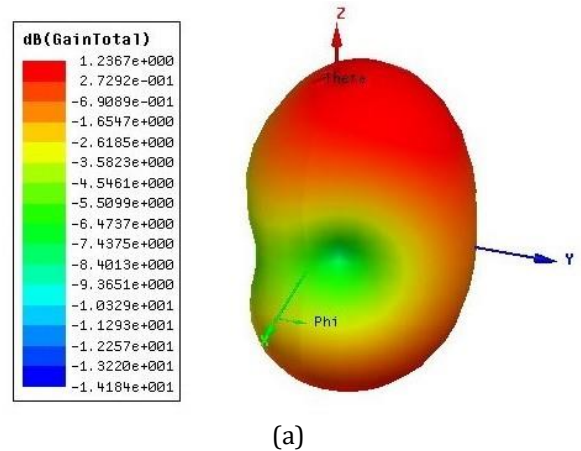 dB(GainTotal)
1.2367e+000
2.7292e-001
-6.9089e-001
-1.6547e+000
-2.6185e+000
-3.5823e+000
-4.5461e+000
-5.5099e+000
-6.4737e+000
-7.4375e+000
-8.4013e+000
-9.3651e+000
-1.0329e+001
-1.1293e+001
-1.2257e+001
-1.3220e+001
-1.4184e+001
Z
Theta
Y
Phi
X
(a)